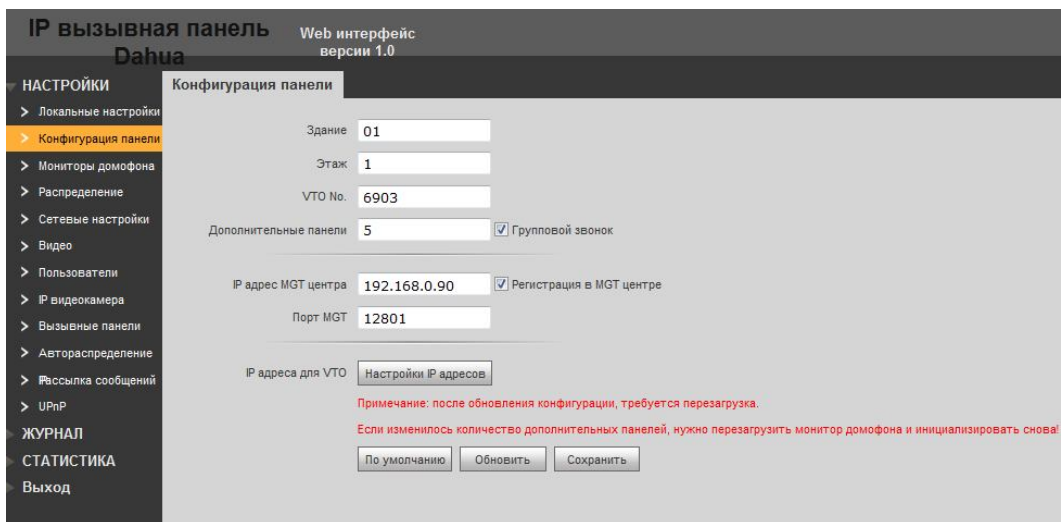 IP вызывная панель Dahua
Web интерфейс версии 1.0
НАСТРОЙКИ
Локальные настройки
Конфигурация панели
Мониторы домофона
Распределение
Сетевые настройки
Видео
Пользователи
IP видеокамера
Вызывные панели
Автораспределение
Рассылка сообщений
UPnP
ЖУРНАЛ
СТАТИСТИКА
Выход
Конфигурация панели
Здание 01
Этаж 1
VTO No. 6903
Дополнительные панели 5 Групповой звонок
IP адрес MGT центра 192.168.0.90 Регистрация в MGT центре
Порт MGT 12801
IP адреса для VTO Настройки IP адресов
Примечание: после обновления конфигурации, требуется перезагрузка.
Если изменилось количество дополнительных панелей, нужно перезагрузить монитор домофона и инициализировать снова!
По умолчанию Обновить Сохранить